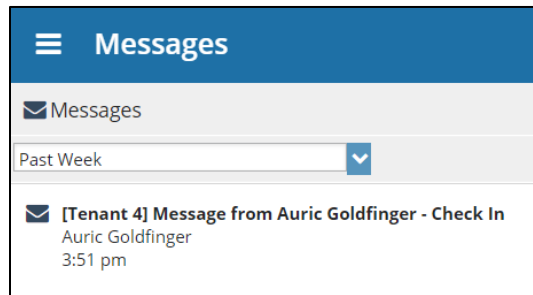 Messages
Messages
Past Week
[Tenant 4] Message from Auric Goldfinger - Check In
Auric Goldfinger
3:51 pm